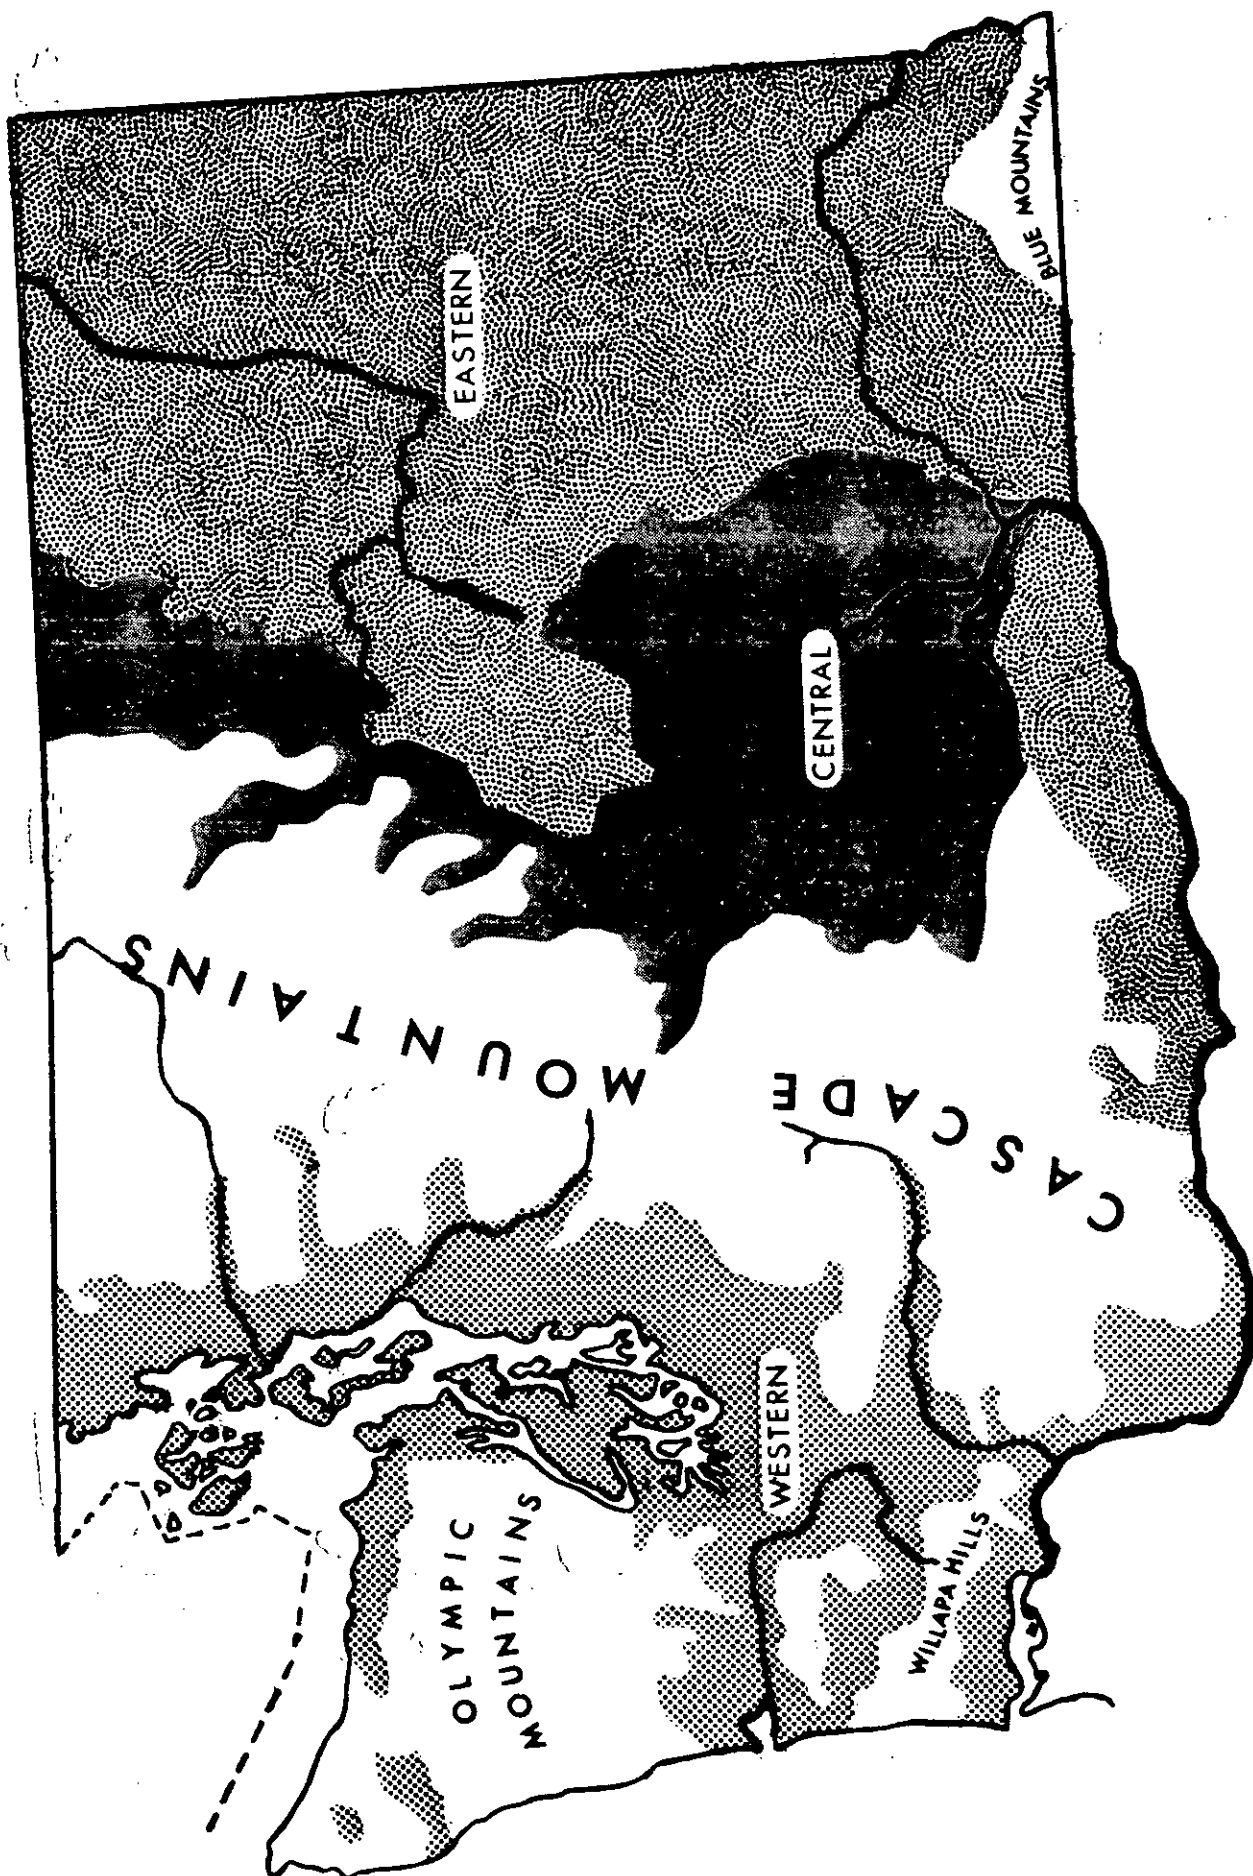 OLYMPIC
MOUNTAINS
WILLAPA HILLS
WESTERN
CASCADE
MOUNTAINS
CENTRAL
EASTERN
BLUE MOUNTAINS